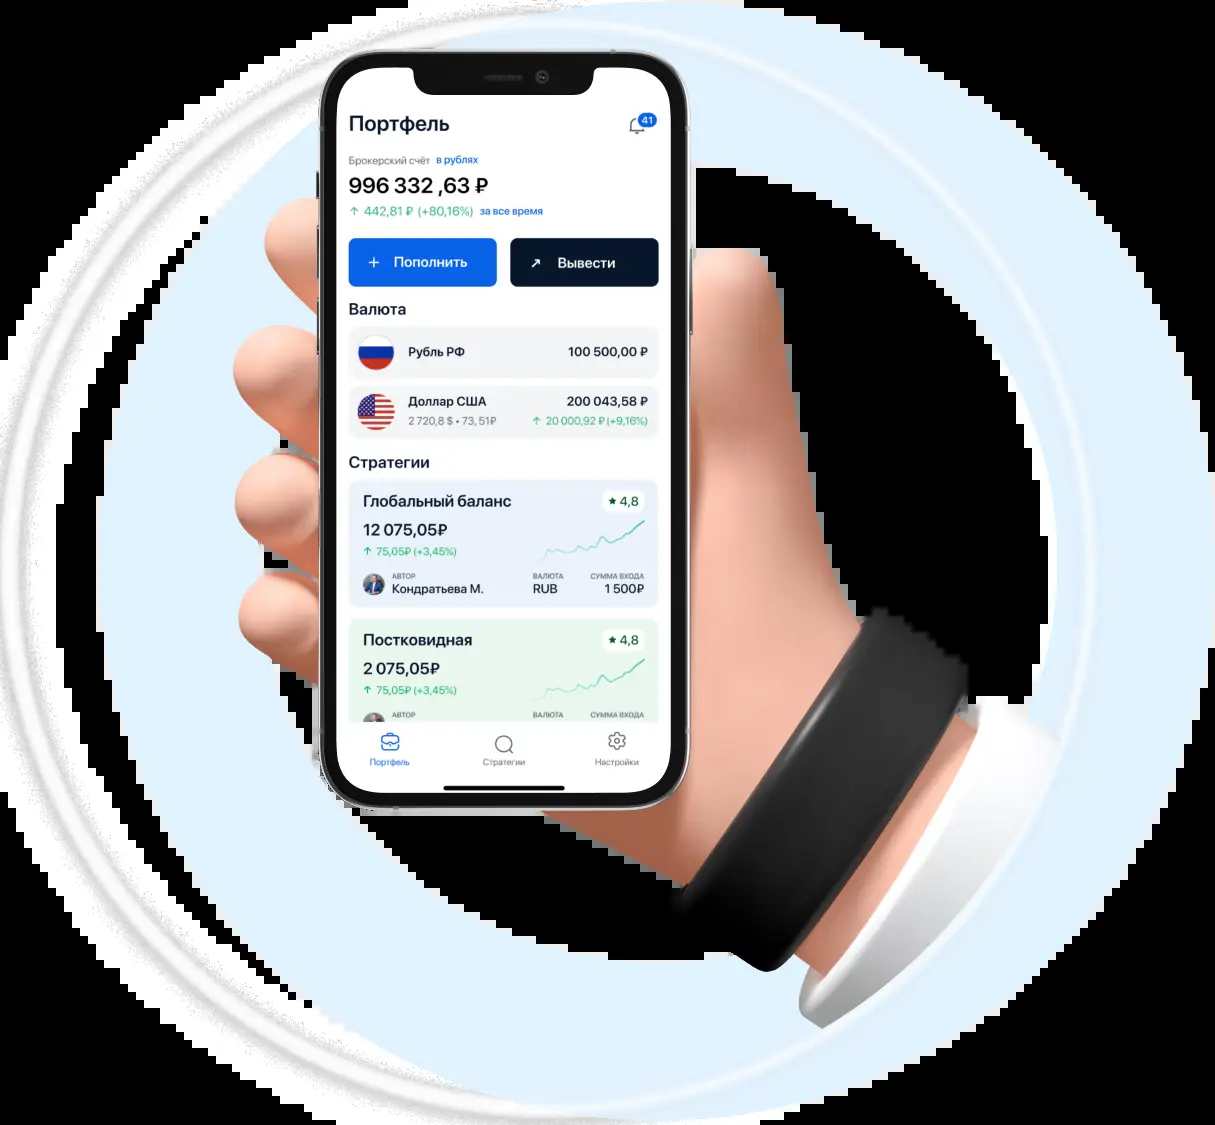 Портфель
41
Брокерский счёт в рублях
996 332 ,63 ₽
↑ 442,81 ₽ (+80,16%) за все время
+ Пополнить
↗ Вывести
Валюта
Рубль РФ 100 500,00 ₽
Доллар США 200 043,58 ₽
2 720,8 $ • 73,51₽ ↑ 20 000,92 ₽ (+9,16%)
Стратегии
Глобальный баланс ★ 4,8
12 075,05₽
↑ 75,05₽ (+3,45%)
АВТОР ВАЛЮТА СУММА ВХОДА
Кондратьева М. RUB 1 500₽
Постковидная ★ 4,8
2 075,05₽
↑ 75,05₽ (+3,45%)
АВТОР ВАЛЮТА СУММА ВХОДА
Портфель Стратегии Настройки